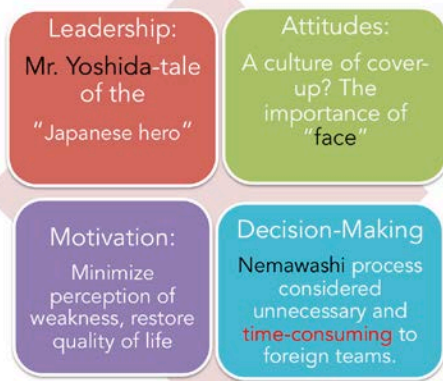 Leadership:
Mr. Yoshida-tale
of the
"Japanese hero"
Attitudes:
A culture of cover-
up? The
importance of
"face"
Motivation:
Minimize
perception of
weakness, restore
quality of life
Decision-Making
Nemawashi process
considered
unnecessary and
time-consuming to
foreign teams.